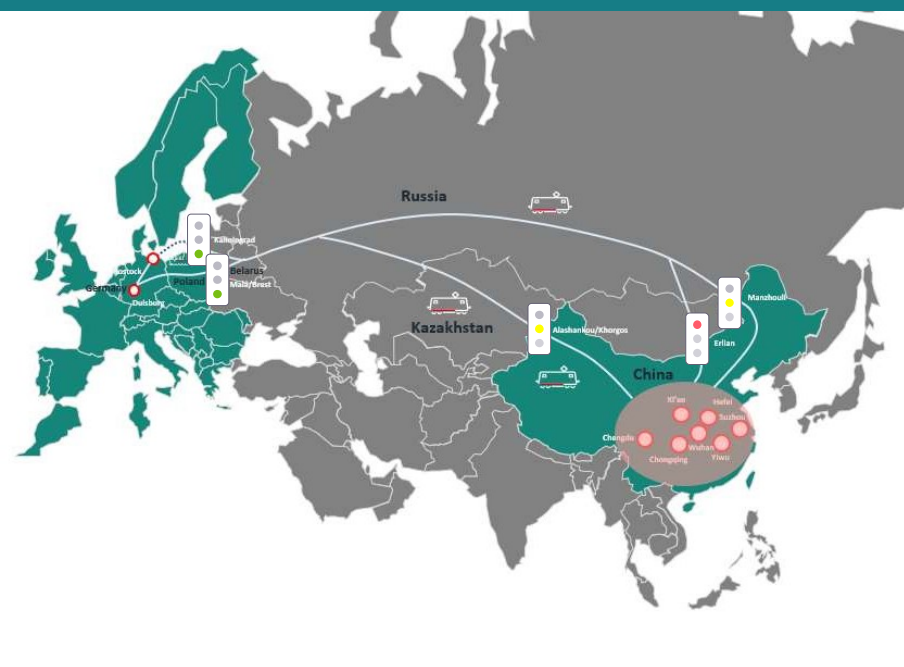 Russia
Kaliningrad
Rostock
Belarus
Poland
Mala/Brest
Germany
Duisburg
Manzhouli
Alashankou/Khorgos
Kazakhstan
Erlian
China
Xi'an
Hefei
Suzhou
Chengdu
Wuhan
Chongqing
Yiwu